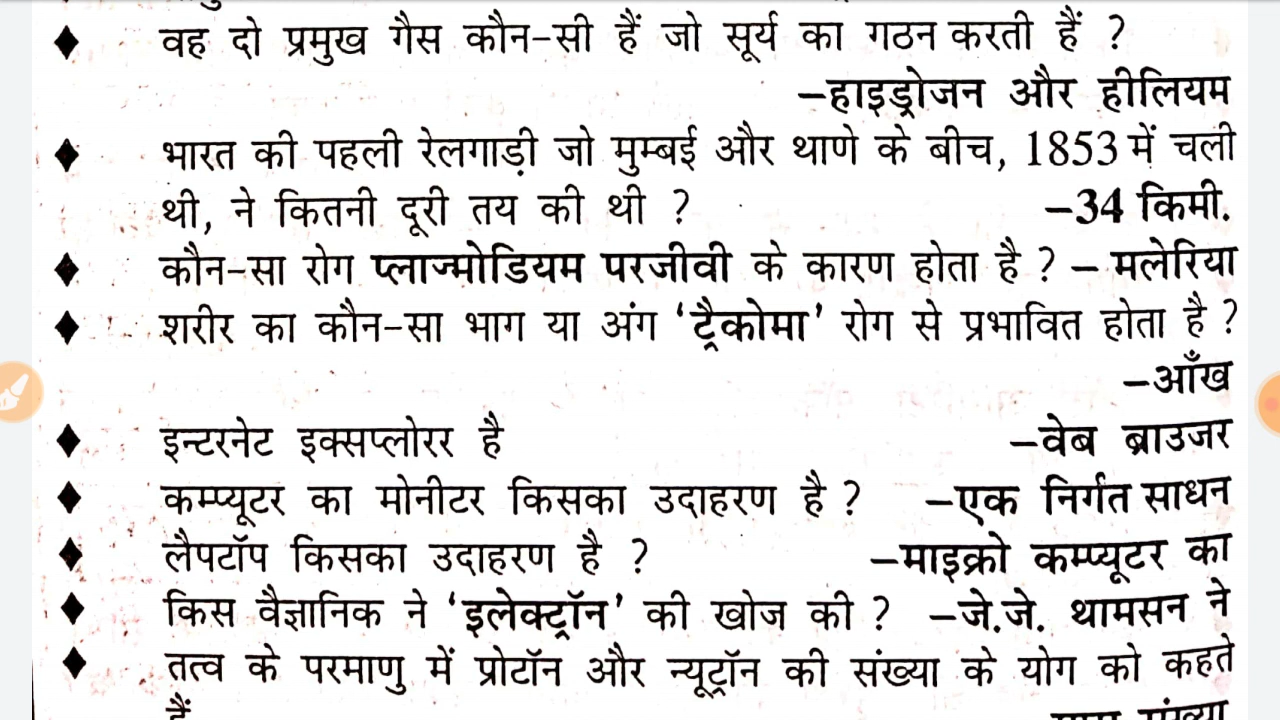 ♦ वह दो प्रमुख गैस कौन-सी हैं जो सूर्य का गठन करती हैं ?
–हाइड्रोजन और हीलियम
♦ भारत की पहली रेलगाड़ी जो मुम्बई और थाणे के बीच, 1853 में चली
थी, ने कितनी दूरी तय की थी ? –34 किमी.
♦ कौन-सा रोग प्लाज्मोडियम परजीवी के कारण होता है ? – मलेरिया
♦ शरीर का कौन-सा भाग या अंग ‘ट्रैकोमा’ रोग से प्रभावित होता है ?
–आँख
♦ इन्टरनेट इक्सप्लोरर है –वेब ब्राउजर
♦ कम्प्यूटर का मोनीटर किसका उदाहरण है ? –एक निर्गत साधन
♦ लैपटॉप किसका उदाहरण है ? –माइक्रो कम्प्यूटर का
♦ किस वैज्ञानिक ने ‘इलेक्ट्रॉन’ की खोज की ? –जे.जे. थामसन ने
♦ तत्व के परमाणु में प्रोटॉन और न्यूट्रॉन की संख्या के योग को कहते
हैं